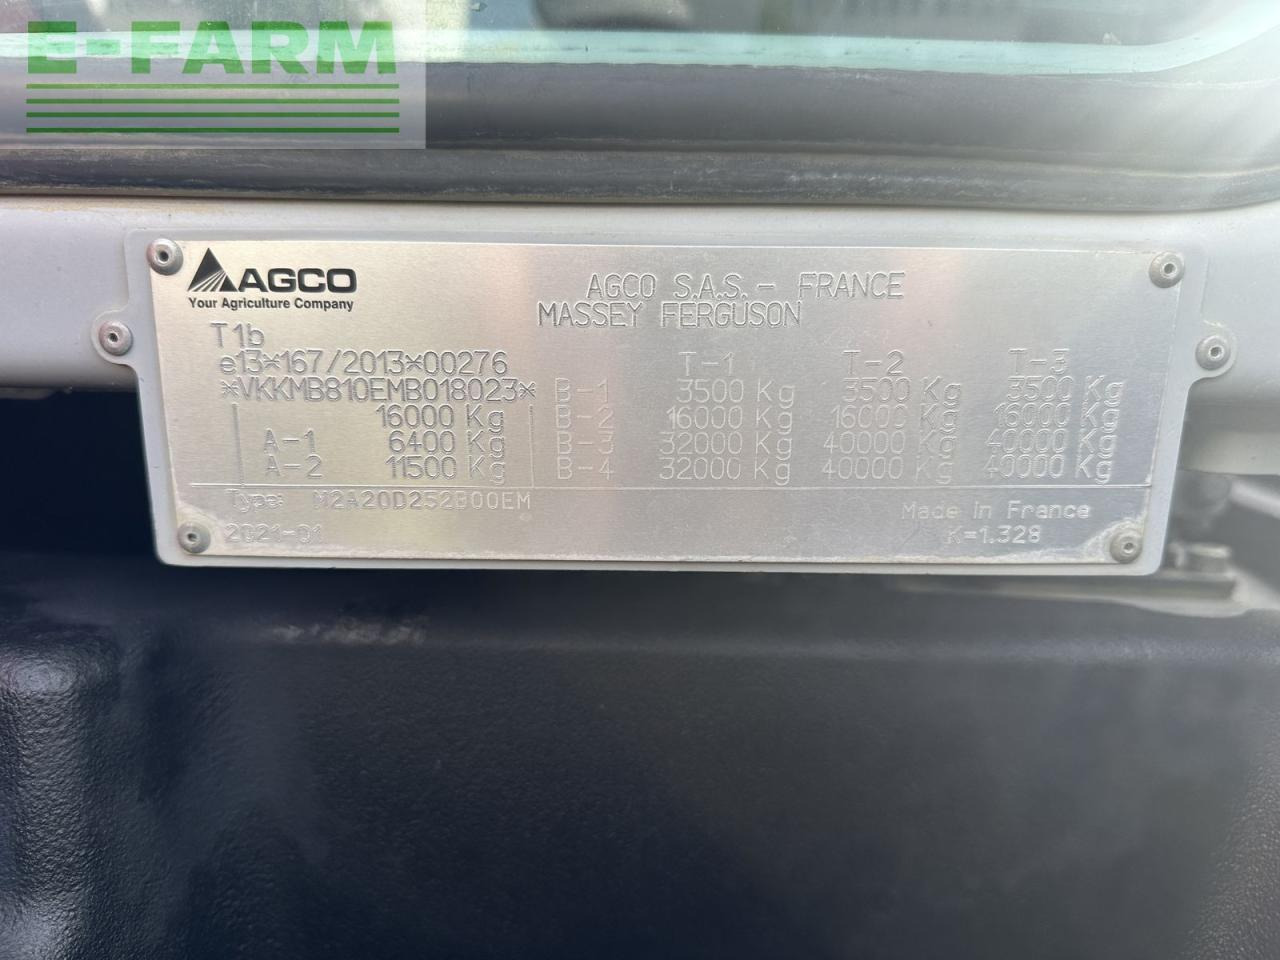 E-FARM
AGCO
Your Agriculture Company
AGCO S.A.S. - FRANCE
MASSEY FERGUSON
T1b
e13*167/2013*00276 T-1 T-2 T-3
*VKKMB810EMB018023* B-1 3500 Kg 3500 Kg 3500 Kg
16000 Kg B-2 16000 Kg 16000 Kg 16000 Kg
A-1 6400 Kg B-3 32000 Kg 40000 Kg 40000 Kg
A-2 11500 Kg B-4 32000 Kg 40000 Kg 40000 Kg
Type: M2A20D252B00EM Made in France
2021-01 K=1.328